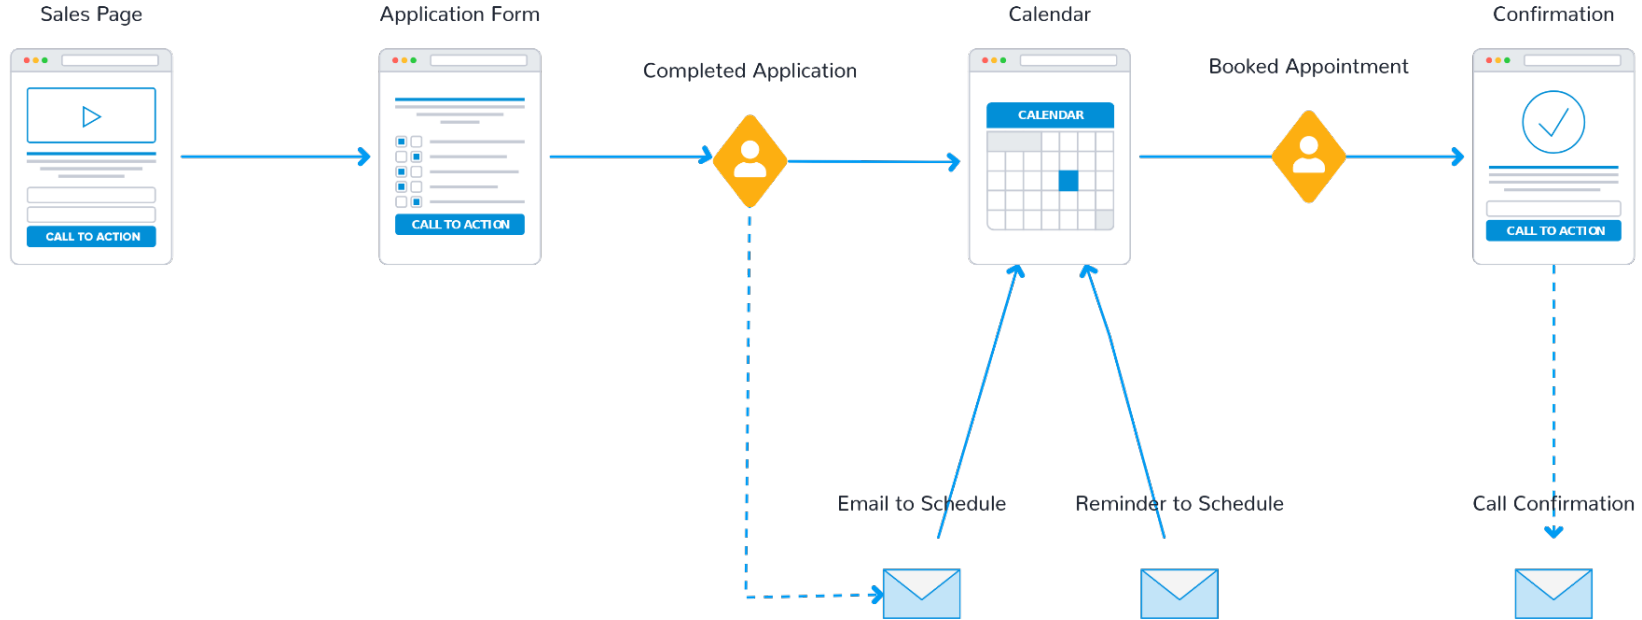 Sales Page
Application Form
Calendar
Confirmation
Completed Application
Booked Appointment
CALENDAR
CALL TO ACTION
CALL TO ACTION
CALL TO ACTION
Email to Schedule
Reminder to Schedule
Call Confirmation